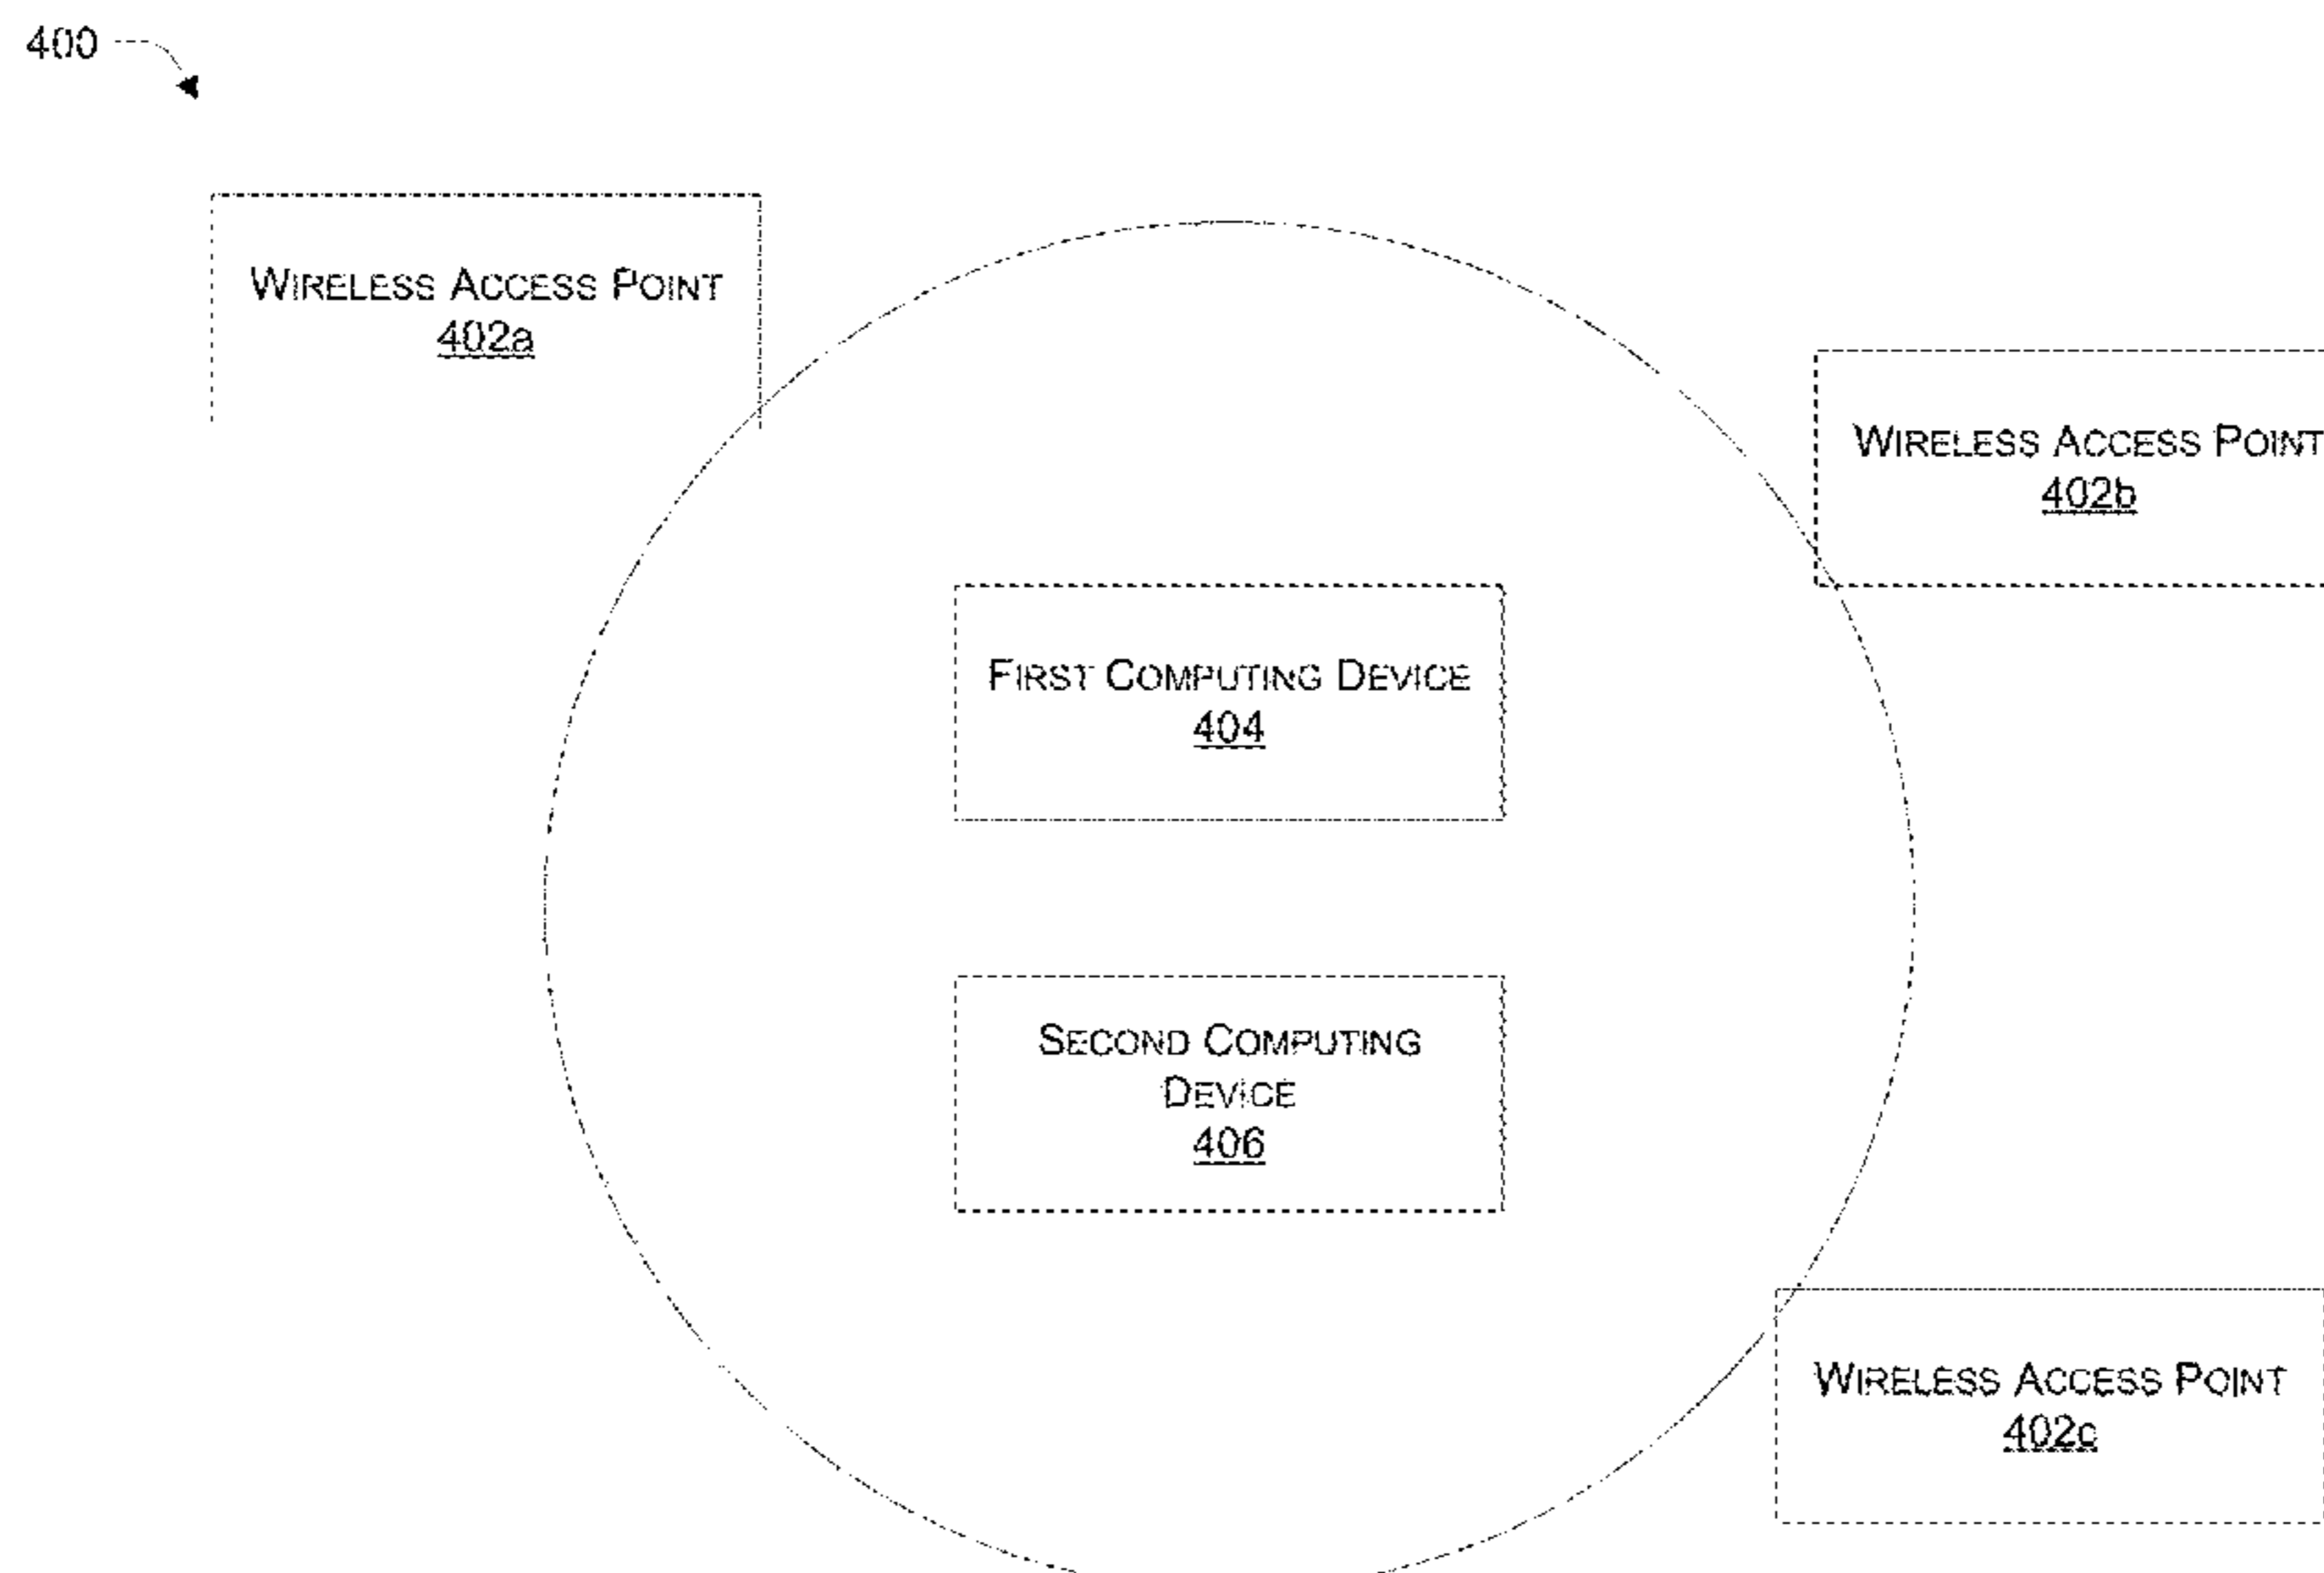 400
WIRELESS ACCESS POINT
402a
WIRELESS ACCESS POINT
402b
FIRST COMPUTING DEVICE
404
SECOND COMPUTING
DEVICE
406
WIRELESS ACCESS POINT
402c